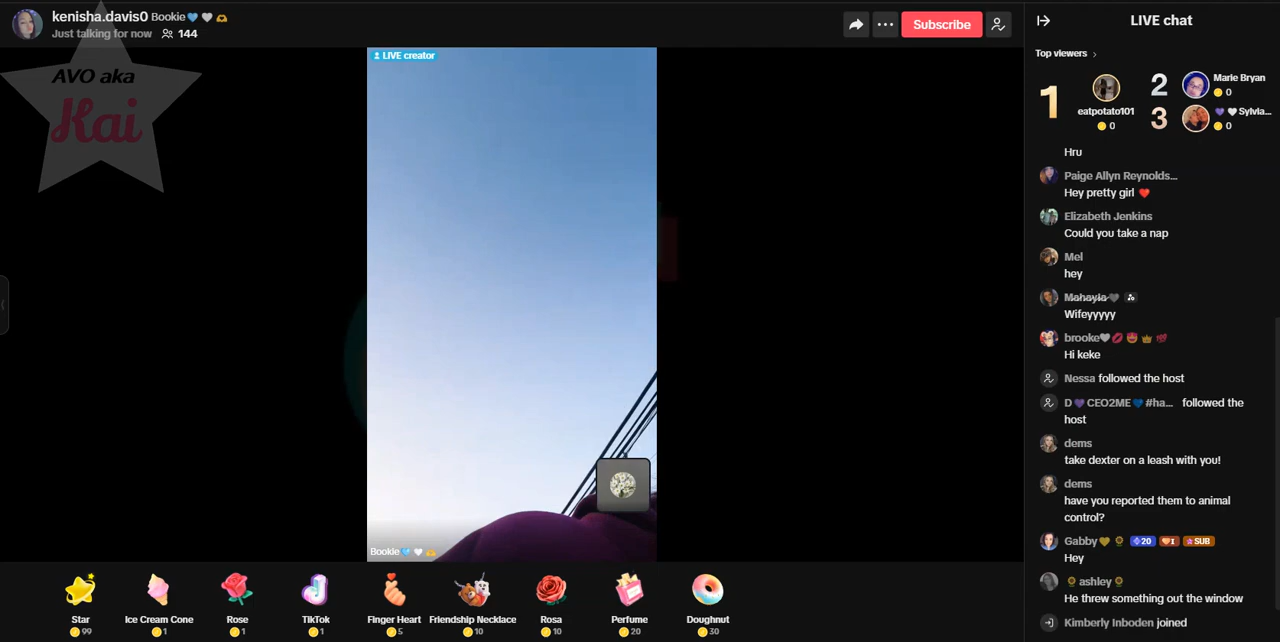 kenisha.davis0 Bookie💙🤍🫶
Just talking for now 144
Subscribe
AVO aka
Kai
LIVE creator
Bookie💙🤍🫶
Star
99
Ice Cream Cone
1
Rose
1
TikTok
1
Finger Heart
5
Friendship Necklace
10
Rosa
10
Perfume
20
Doughnut
30
LIVE chat
Top viewers
1
eatpotato101
0
2
Marie Bryan
0
3
💜🤍Sylvia...
0
Hru
Paige Allyn Reynolds...
Hey pretty girl ❤️
Elizabeth Jenkins
Could you take a nap
Mel
hey
Mahayla🖤
Wifeyyyyy
brooke🤍💋😍👑💯
Hi keke
Nessa followed the host
D💜CEO2ME💙#ha... followed the
host
dems
take dexter on a leash with you!
dems
have you reported them to animal
control?
Gabby💛🌻 20 I SUB
Hey
🌻ashley🌻
He threw something out the window
Kimberly Inboden joined